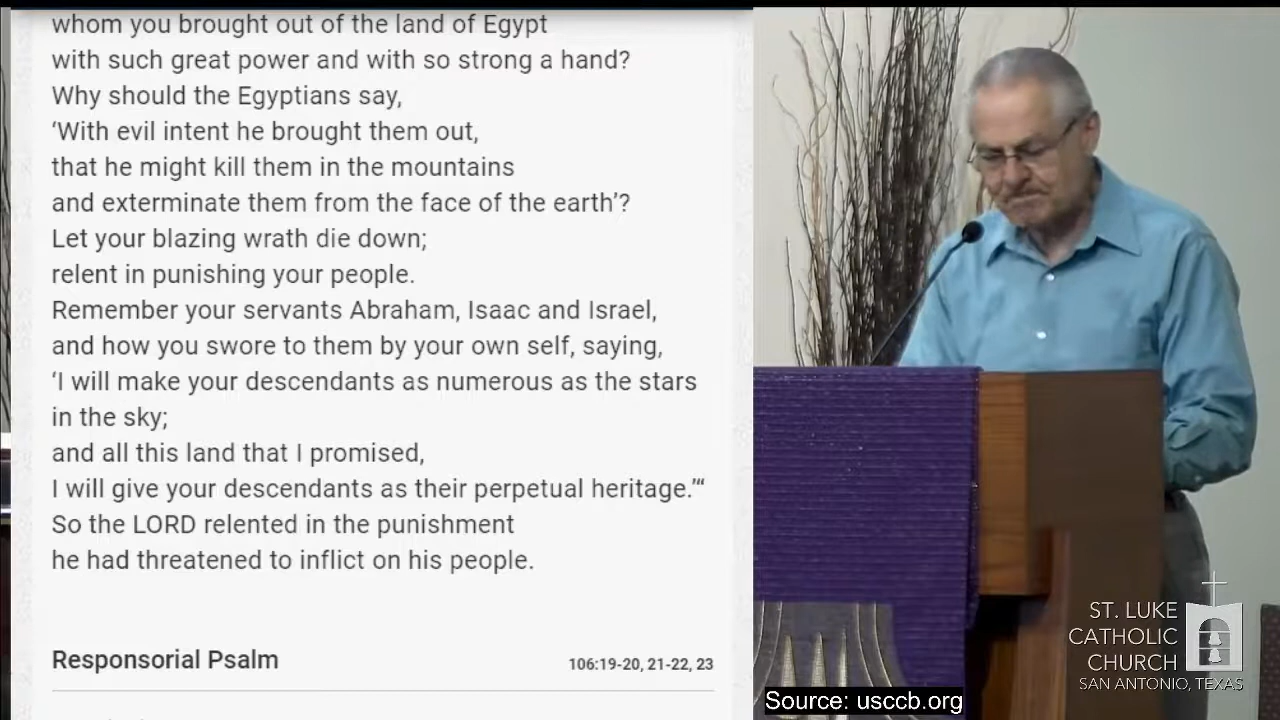 whom you brought out of the land of Egypt
with such great power and with so strong a hand?
Why should the Egyptians say,
‘With evil intent he brought them out,
that he might kill them in the mountains
and exterminate them from the face of the earth’?
Let your blazing wrath die down;
relent in punishing your people.
Remember your servants Abraham, Isaac and Israel,
and how you swore to them by your own self, saying,
‘I will make your descendants as numerous as the stars
in the sky;
and all this land that I promised,
I will give your descendants as their perpetual heritage.’“
So the LORD relented in the punishment
he had threatened to inflict on his people.
Responsorial Psalm
106:19-20, 21-22, 23
Source: usccb.org
ST. LUKE
CATHOLIC
CHURCH
SAN ANTONIO, TEXAS